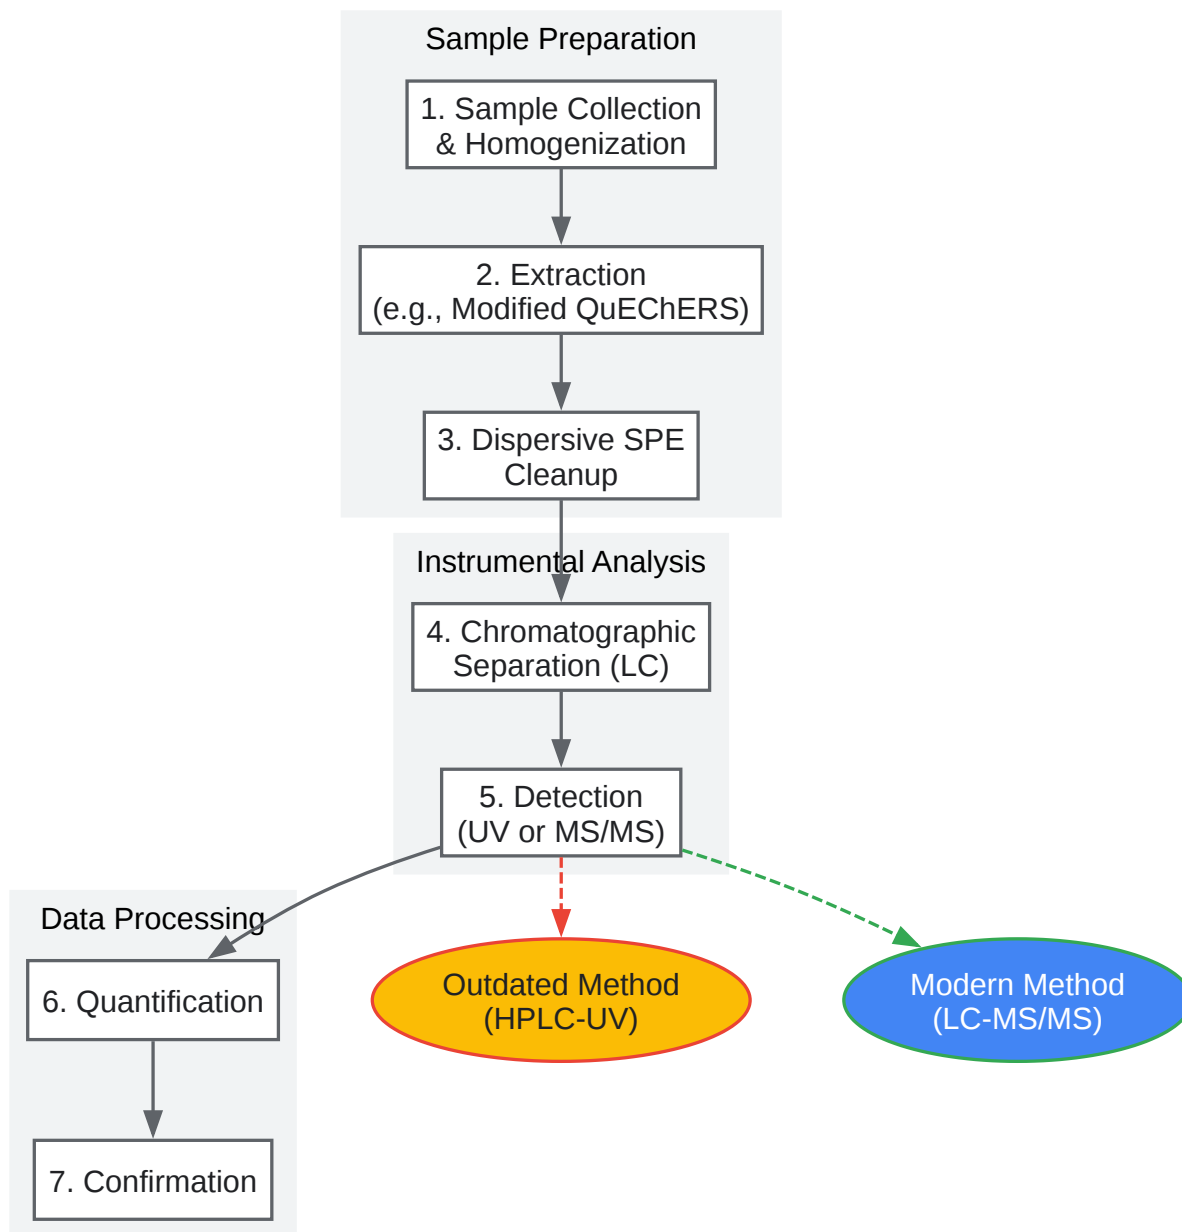 Sample Preparation
1. Sample Collection
& Homogenization
2. Extraction
(e.g., Modified QuEChERS)
3. Dispersive SPE
Cleanup
Instrumental Analysis
4. Chromatographic
Separation (LC)
5. Detection
(UV or MS/MS)
Data Processing
6. Quantification
7. Confirmation
Outdated Method
(HPLC-UV)
Modern Method
(LC-MS/MS)